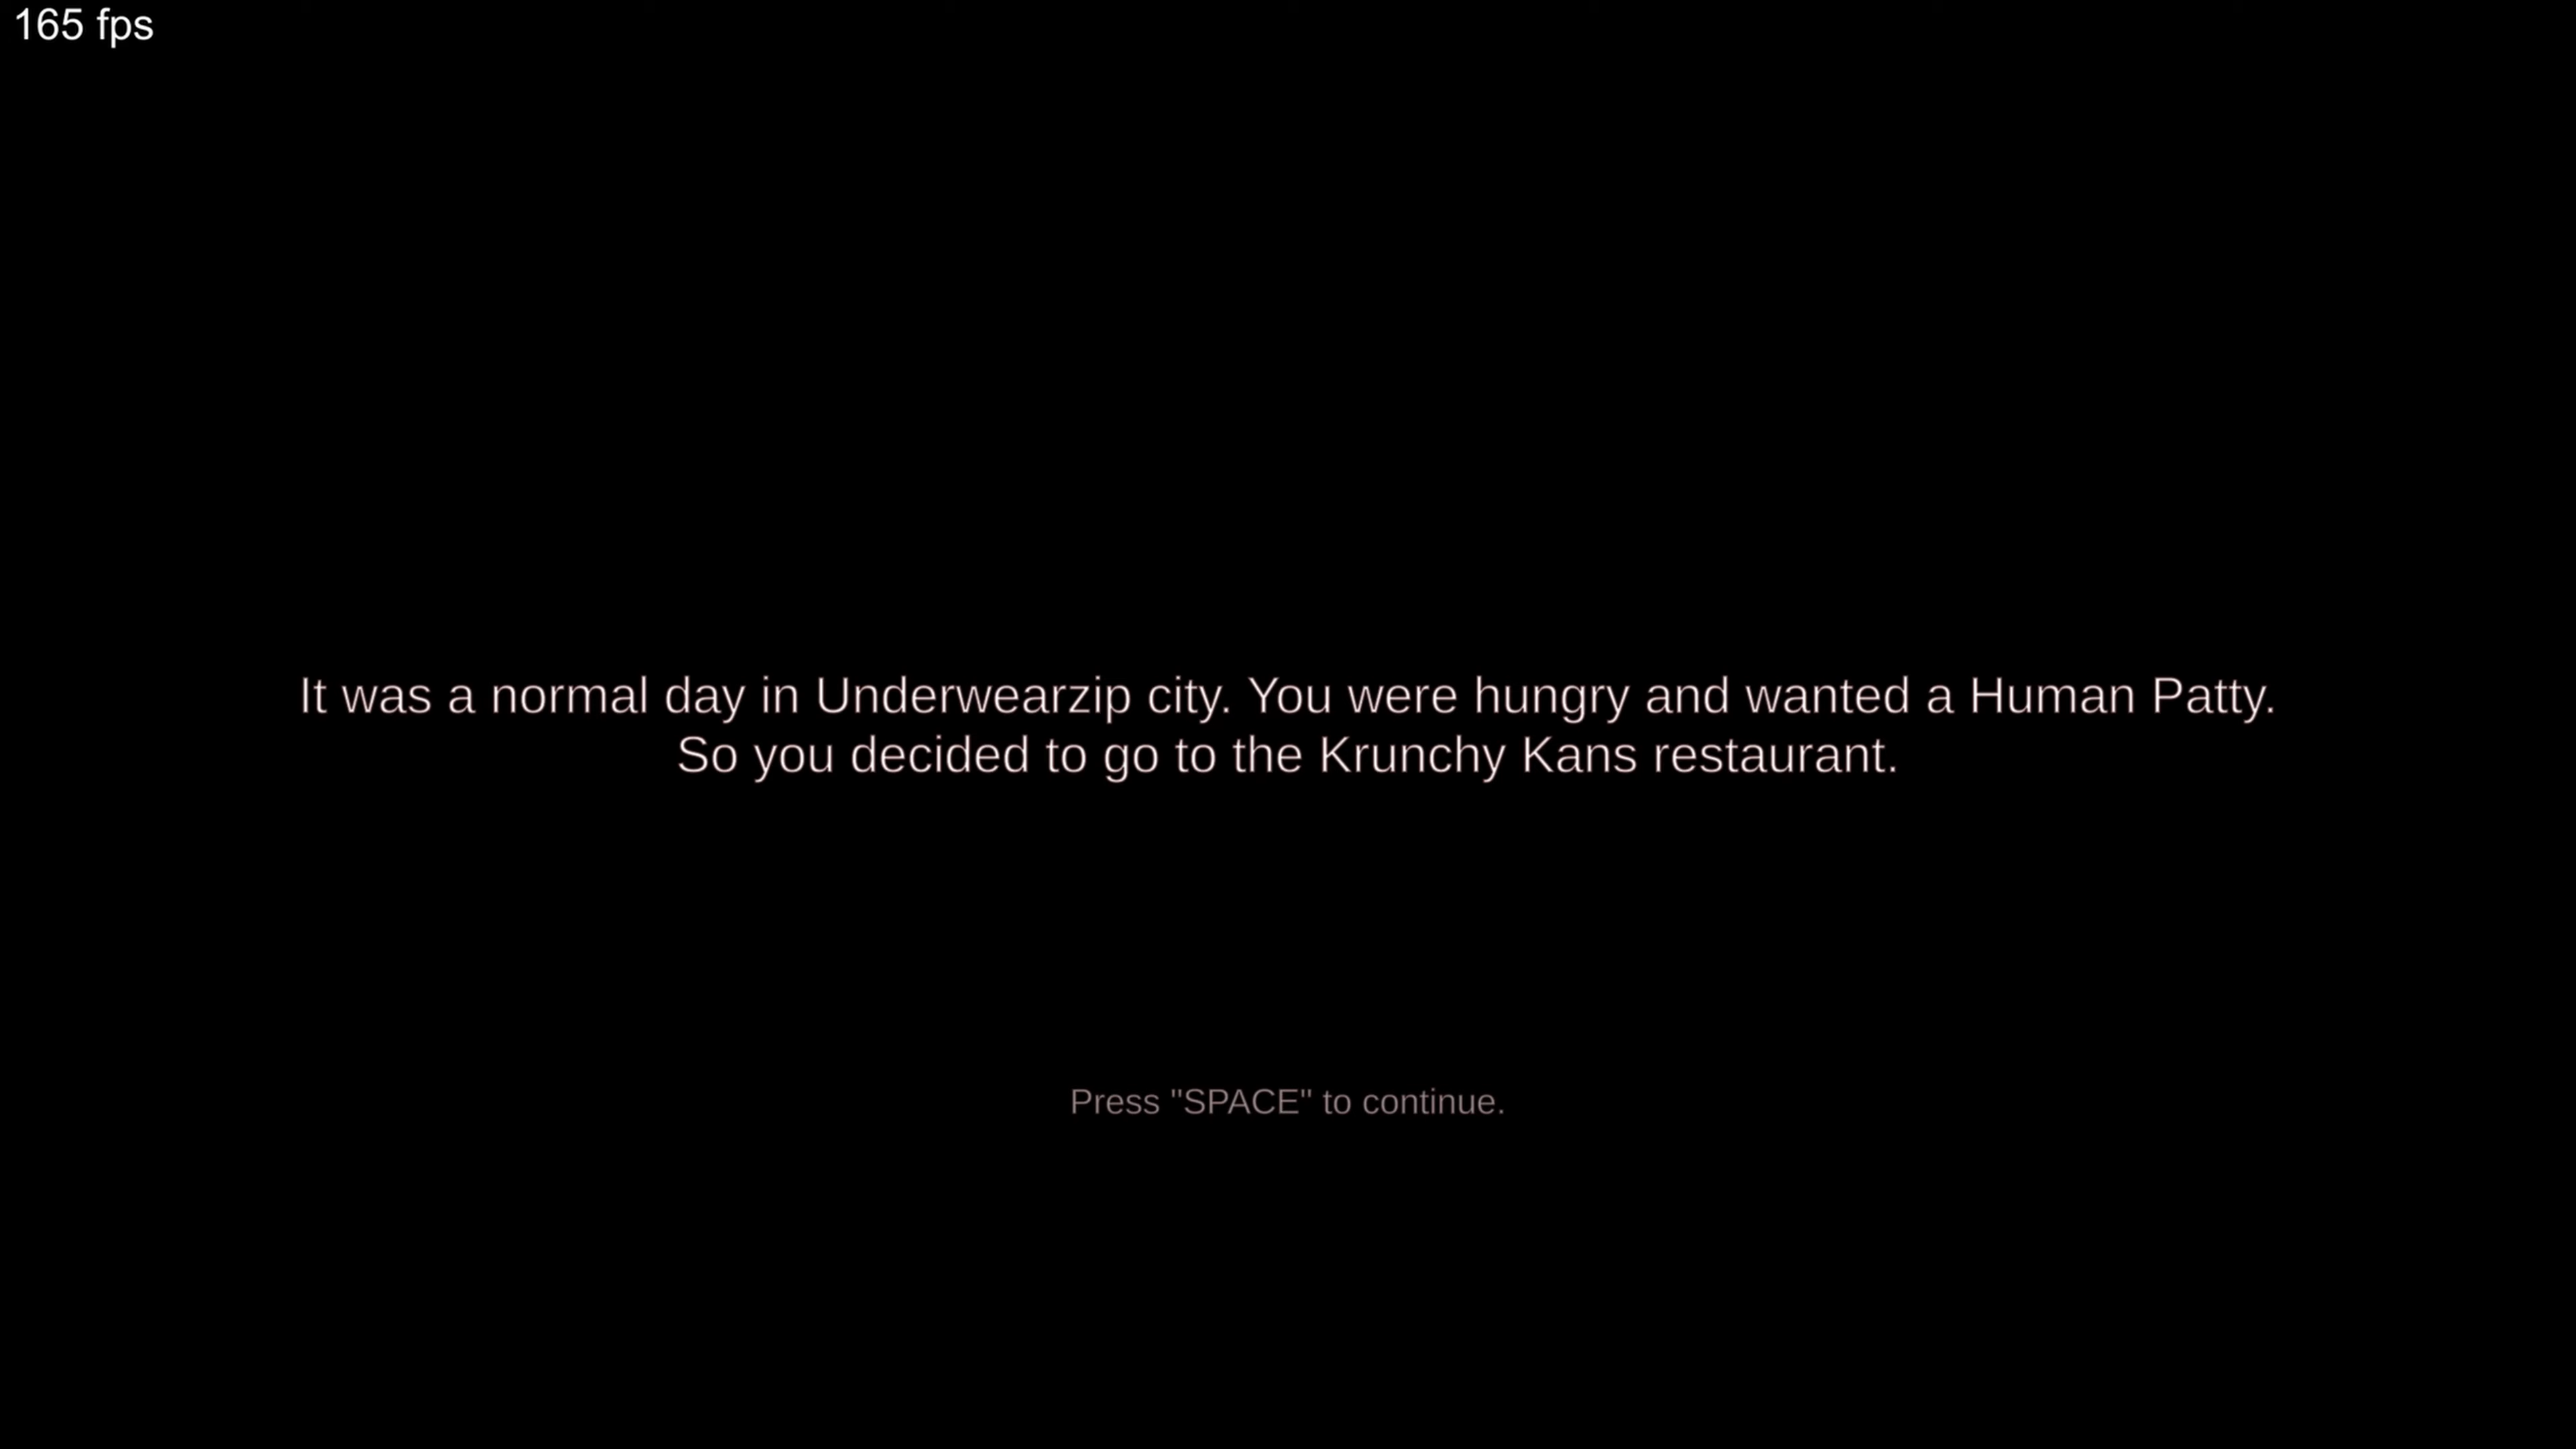 165 fps
It was a normal day in Underwearzip city. You were hungry and wanted a Human Patty.
So you decided to go to the Krunchy Kans restaurant.
Press "SPACE" to continue.